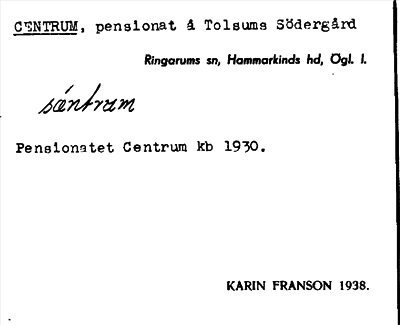 CENTRUM, pensionat å Tolsums Södergård
Ringarums sn, Hammarkinds hd, Ögl. l.
säntrum
Pensionatet Centrum kb 1930.
KARIN FRANSON 1938.